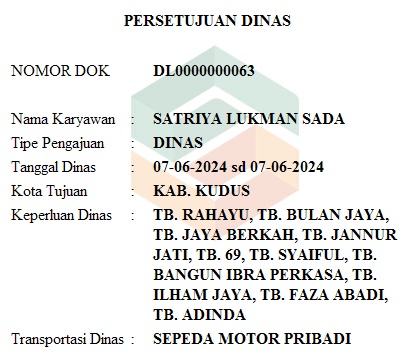 PERSETUJUAN DINAS
NOMOR DOK DL0000000063
Nama Karyawan : SATRIYA LUKMAN SADA
Tipe Pengajuan : DINAS
Tanggal Dinas : 07-06-2024 sd 07-06-2024
Kota Tujuan : KAB. KUDUS
Keperluan Dinas : TB. RAHAYU, TB. BULAN JAYA,
TB. JAYA BERKAH, TB. JANNUR
JATI, TB. 69, TB. SYAIFUL, TB.
BANGUN IBRA PERKASA, TB.
ILHAM JAYA, TB. FAZA ABADI,
TB. ADINDA
Transportasi Dinas : SEPEDA MOTOR PRIBADI